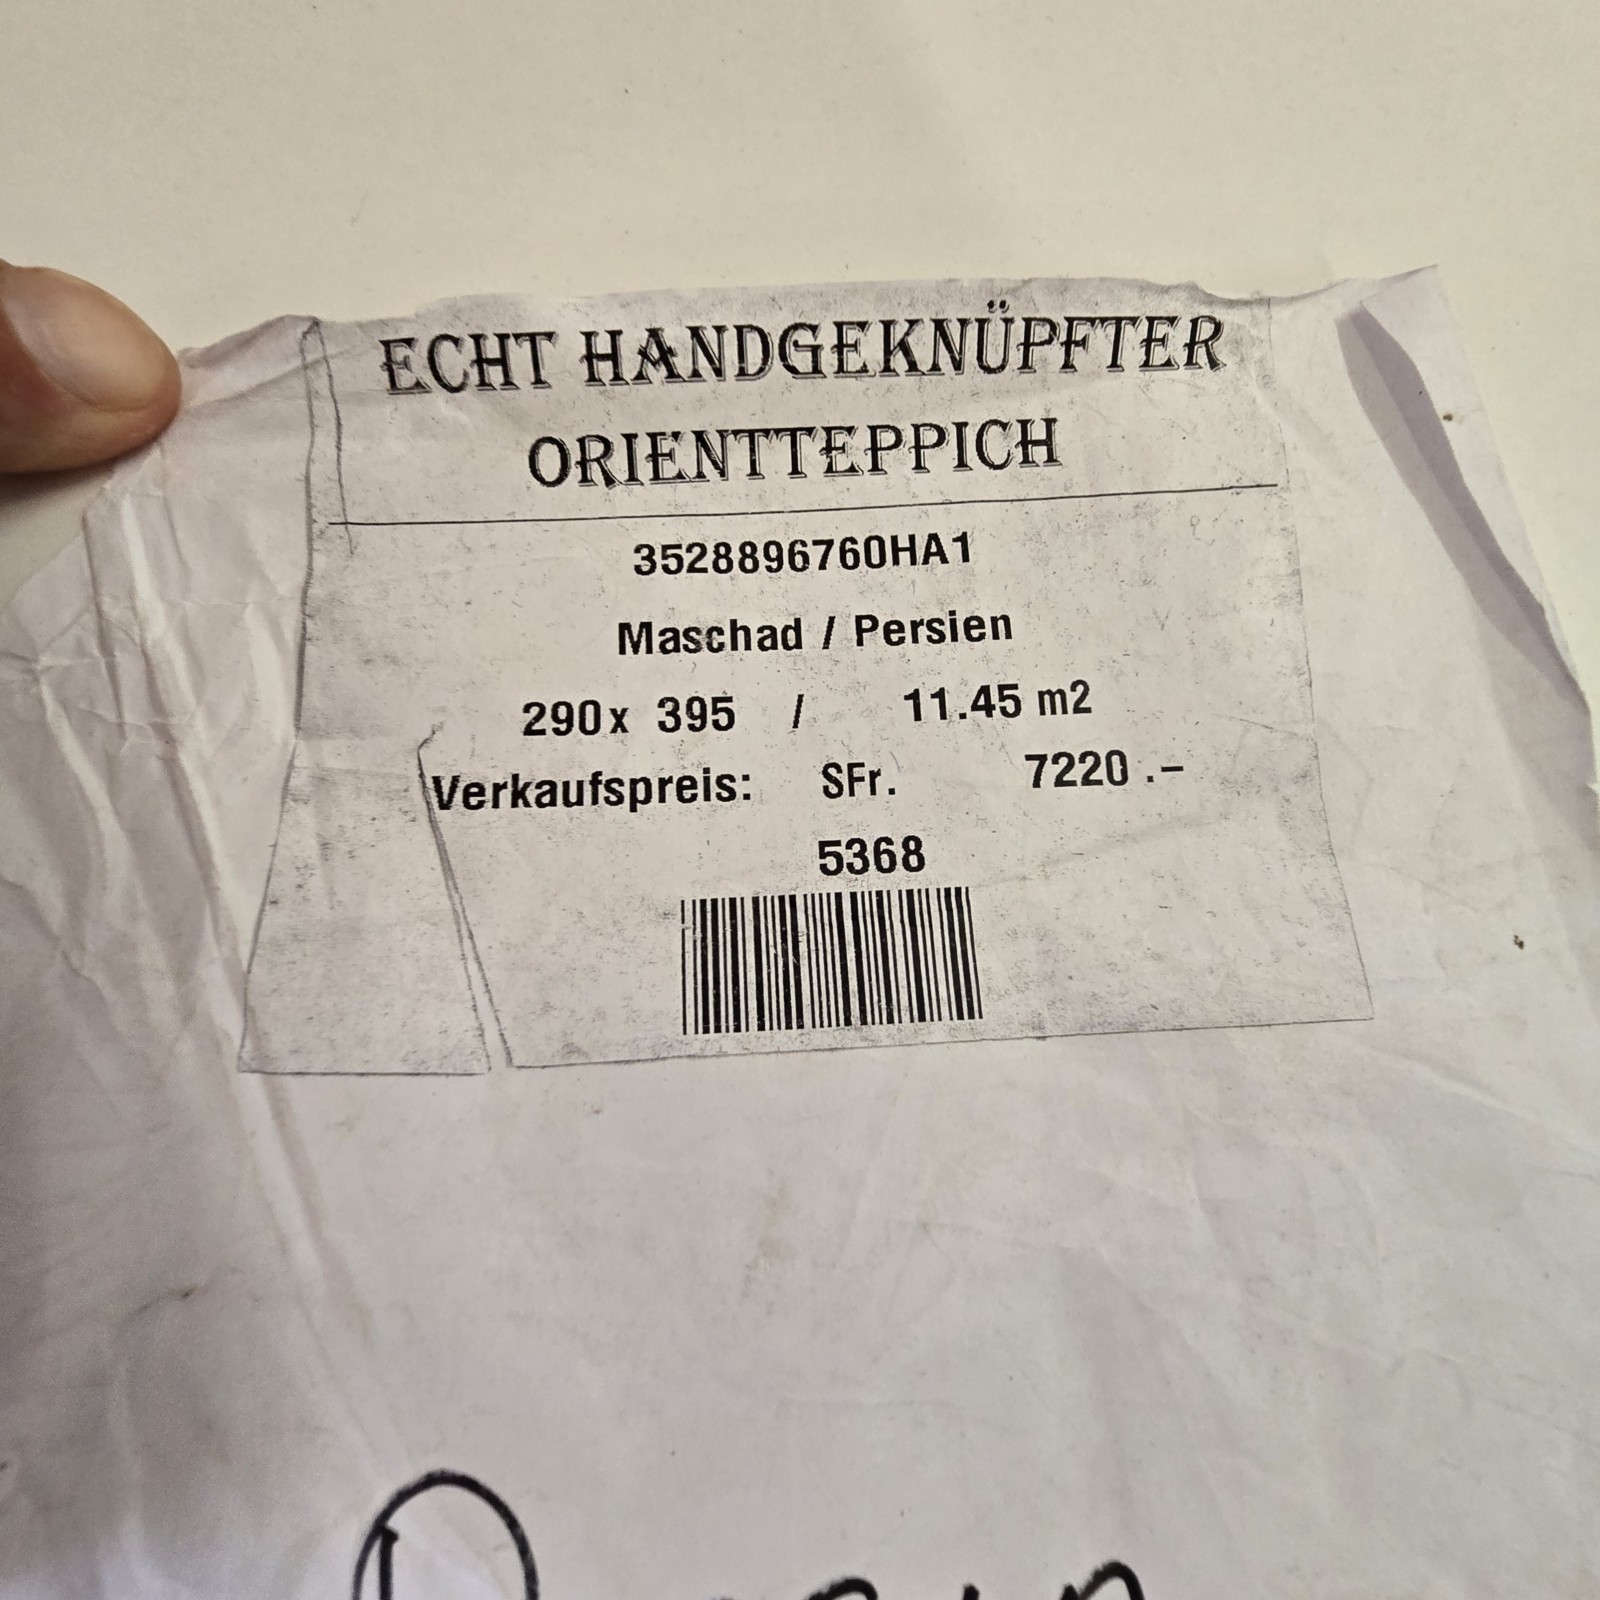 ECHT HANDGEKNÜPFTER
ORIENTTEPPICH
3528896760HA1
Maschad / Persien
290x 395 / 11.45 m2
Verkaufspreis: SFr. 7220.-
5368